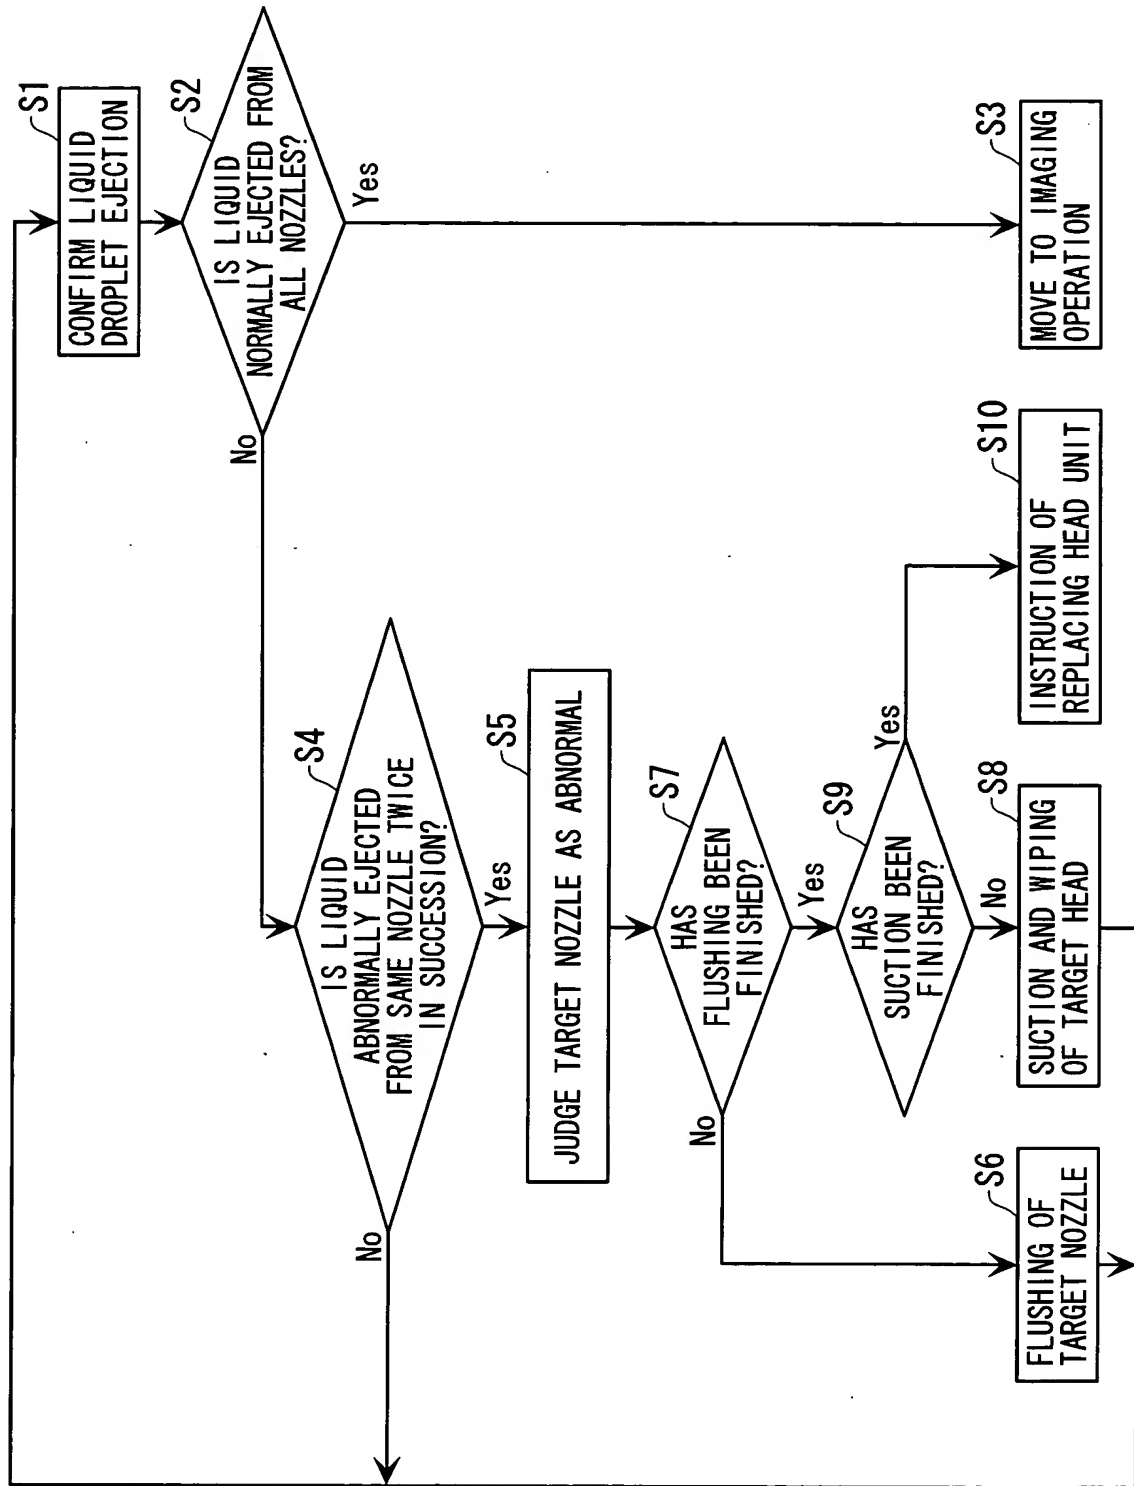 S1
CONFIRM LIQUID
DROPLET EJECTION
S2
IS LIQUID
NORMALLY EJECTED FROM
ALL NOZZLES?
Yes
No
S3
MOVE TO IMAGING
OPERATION
S4
IS LIQUID
ABNORMALLY EJECTED
FROM SAME NOZZLE TWICE
IN SUCCESSION?
No
Yes
S5
JUDGE TARGET NOZZLE AS ABNORMAL
S7
HAS
FLUSHING BEEN
FINISHED?
No
Yes
S9
HAS
SUCTION BEEN
FINISHED?
Yes
No
S6
FLUSHING OF
TARGET NOZZLE
S8
SUCTION AND WIPING
OF TARGET HEAD
S10
INSTRUCTION OF
REPLACING HEAD UNIT